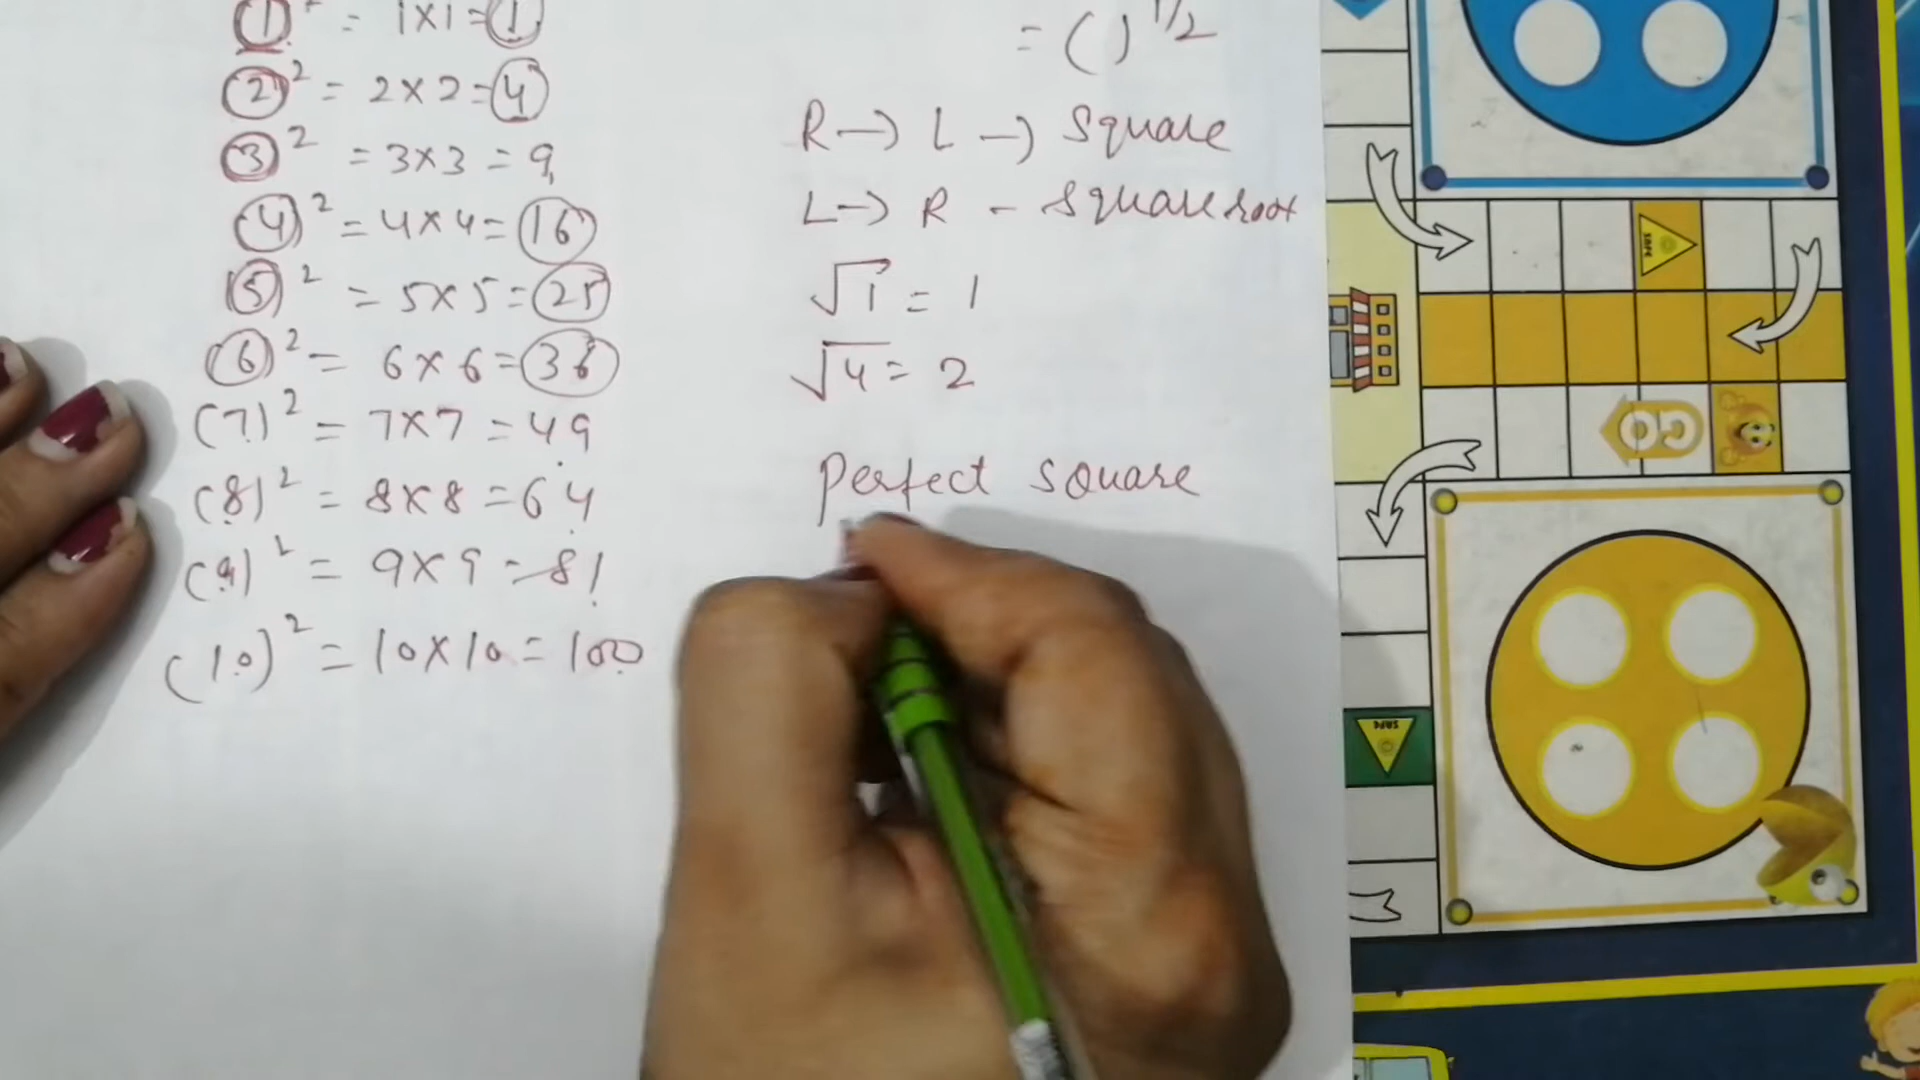 (1)² = 1×1 = 1
(2)² = 2×2 = 4
(3)² = 3×3 = 9
(4)² = 4×4 = 16
(5)² = 5×5 = 25
(6)² = 6×6 = 36
(7)² = 7×7 = 49
(8)² = 8×8 = 64
(9)² = 9×9 = 81
(10)² = 10×10 = 100
= ( )^1/2
R → L → Square
L → R - Square root
√1 = 1
√4 = 2
Perfect square
SAFE
GO
SAFE